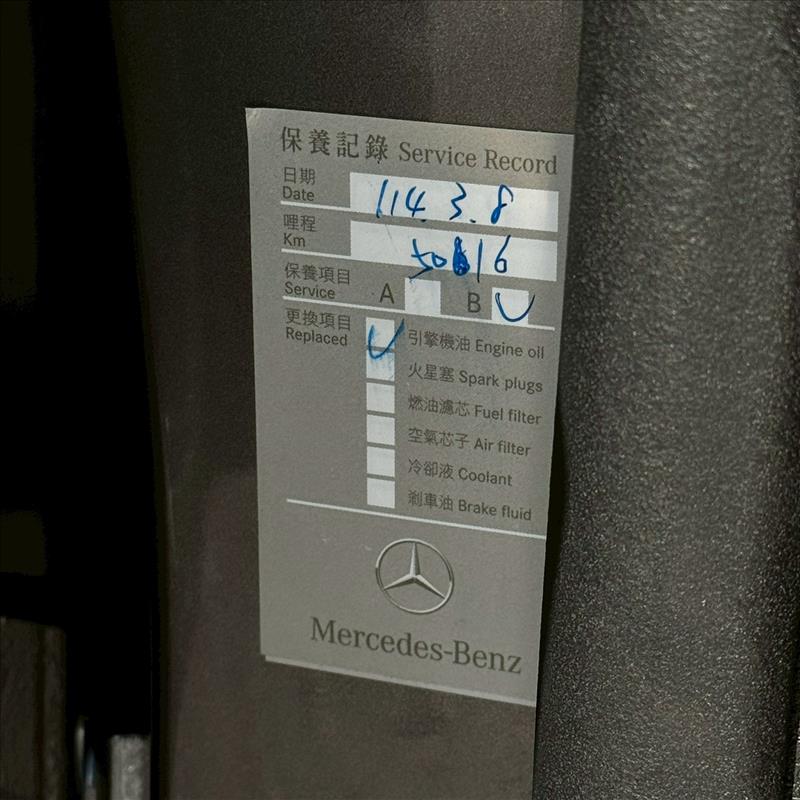 保養記錄 Service Record
日期
Date
114.3.8
哩程
Km
保養項目
Service A B
更換項目
Replaced
引擎機油 Engine oil
火星塞 Spark plugs
燃油濾芯 Fuel filter
空氣芯子 Air filter
冷卻液 Coolant
剎車油 Brake fluid
Mercedes-Benz